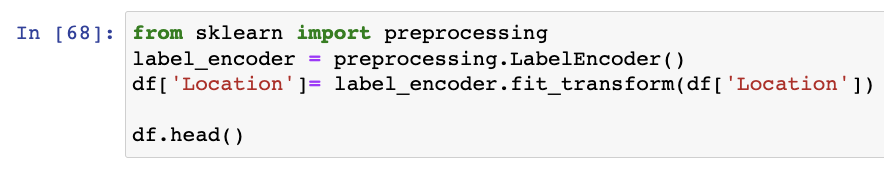 In [68]: from sklearn import preprocessing
label_encoder = preprocessing.LabelEncoder()
df['Location']= label_encoder.fit_transform(df['Location'])
df.head()